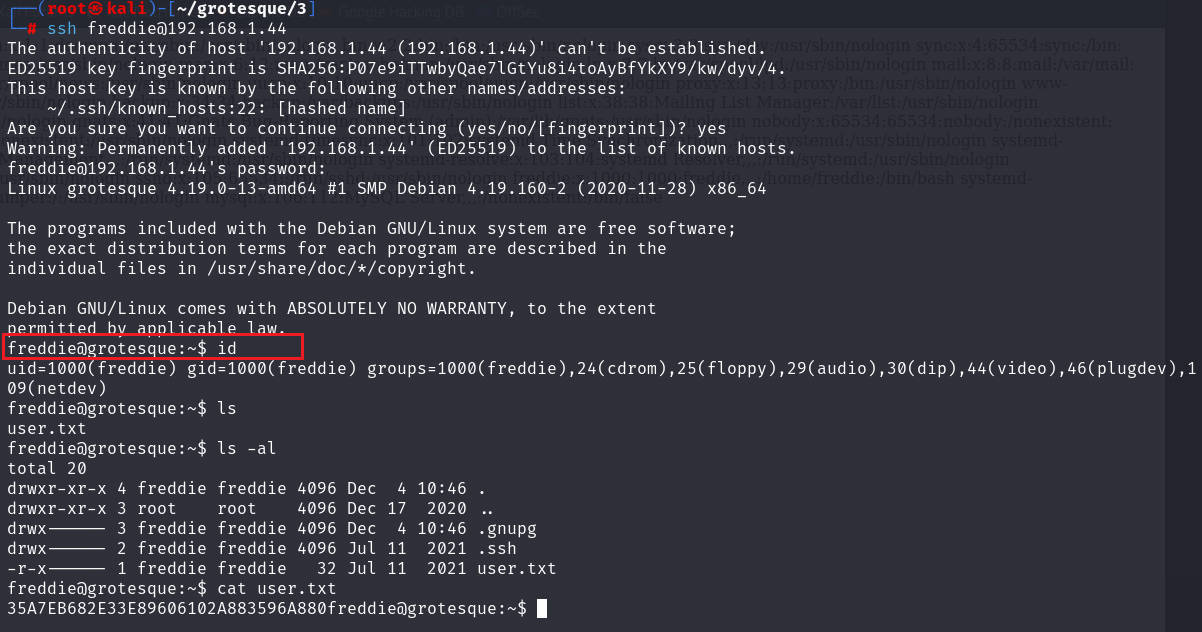 ┌──(root㉿kali)-[~/grotesque/3]
└─# ssh freddie@192.168.1.44
The authenticity of host '192.168.1.44 (192.168.1.44)' can't be established.
ED25519 key fingerprint is SHA256:P07e9iTTwbyQae7lGtYu8i4toAyBfYkXY9/kw/dyv/4.
This host key is known by the following other names/addresses:
    ~/.ssh/known_hosts:22: [hashed name]
Are you sure you want to continue connecting (yes/no/[fingerprint])? yes
Warning: Permanently added '192.168.1.44' (ED25519) to the list of known hosts.
freddie@192.168.1.44's password:
Linux grotesque 4.19.0-13-amd64 #1 SMP Debian 4.19.160-2 (2020-11-28) x86_64

The programs included with the Debian GNU/Linux system are free software;
the exact distribution terms for each program are described in the
individual files in /usr/share/doc/*/copyright.

Debian GNU/Linux comes with ABSOLUTELY NO WARRANTY, to the extent
permitted by applicable law.
freddie@grotesque:~$ id
uid=1000(freddie) gid=1000(freddie) groups=1000(freddie),24(cdrom),25(floppy),29(audio),30(dip),44(video),46(plugdev),1
09(netdev)
freddie@grotesque:~$ ls
user.txt
freddie@grotesque:~$ ls -al
total 20
drwxr-xr-x 4 freddie freddie 4096 Dec  4 10:46 .
drwxr-xr-x 3 root    root    4096 Dec 17  2020 ..
drwx------ 3 freddie freddie 4096 Dec  4 10:46 .gnupg
drwx------ 2 freddie freddie 4096 Jul 11  2021 .ssh
-r-x------ 1 freddie freddie   32 Jul 11  2021 user.txt
freddie@grotesque:~$ cat user.txt
35A7EB682E33E89606102A883596A880freddie@grotesque:~$